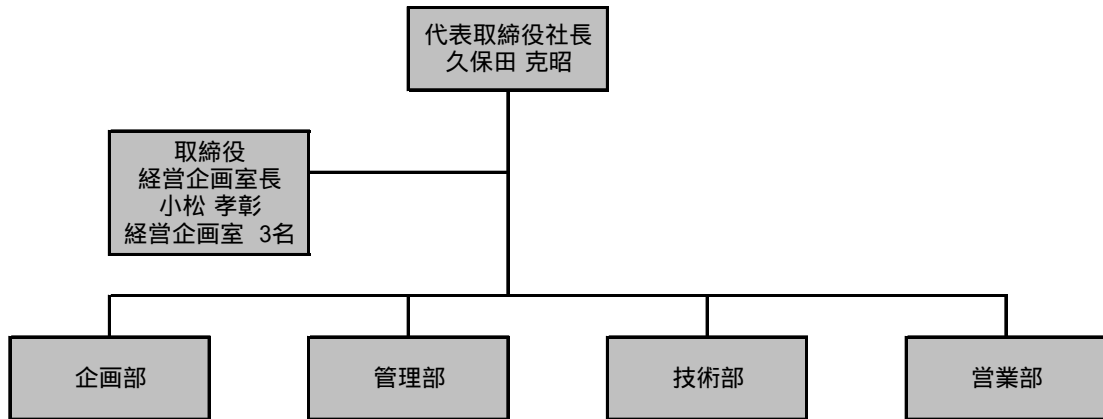 代表取締役社長
久保田 克昭
取締役
経営企画室長
小松 孝彰
経営企画室 3名
企画部
管理部
技術部
営業部